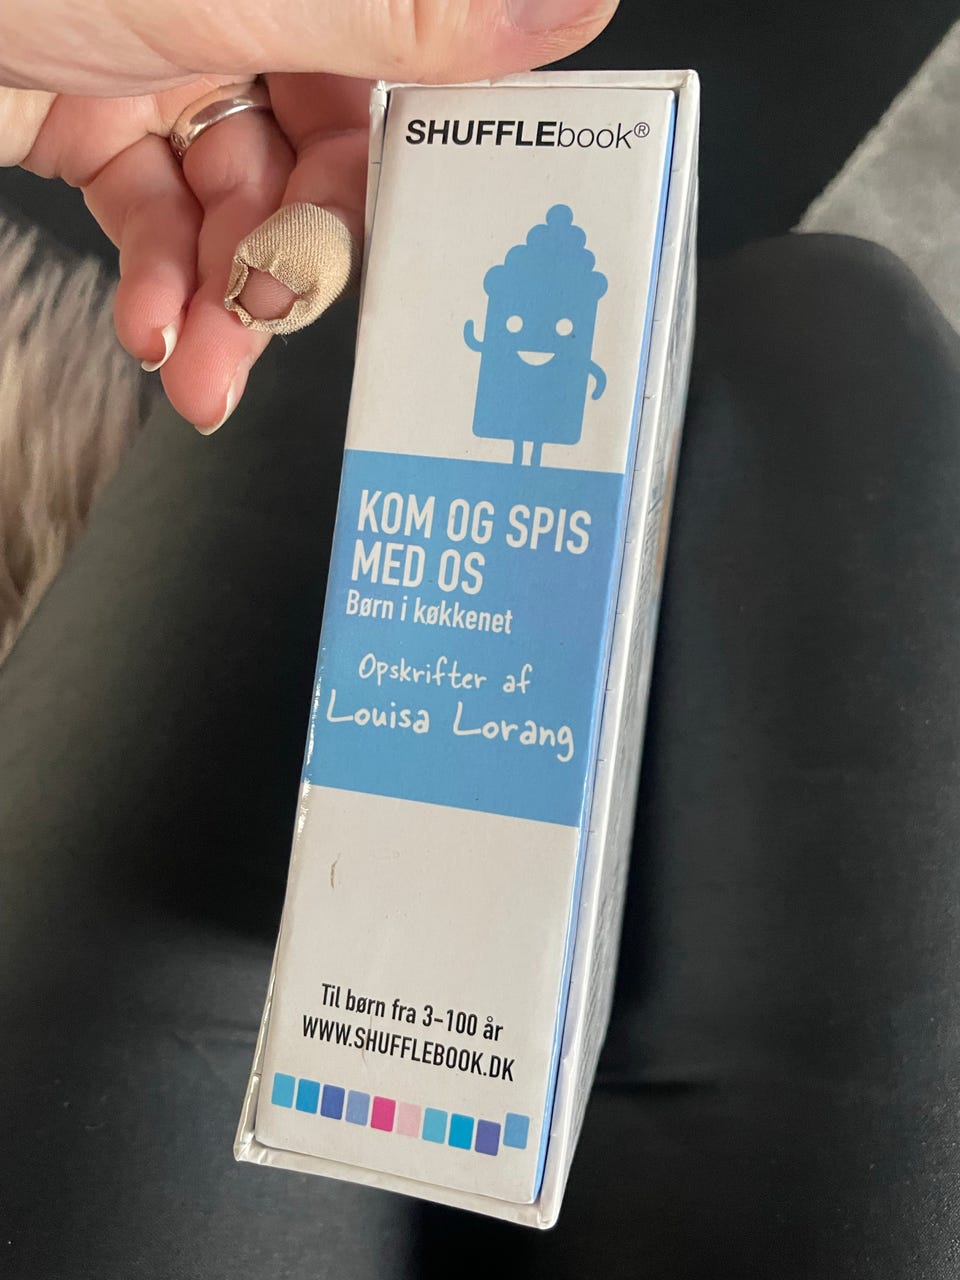 SHUFFLEbook®
KOM OG SPIS
MED OS
Børn i køkkenet
Opskrifter af
Louisa Lorang
Til børn fra 3-100 år
WWW.SHUFFLEBOOK.DK